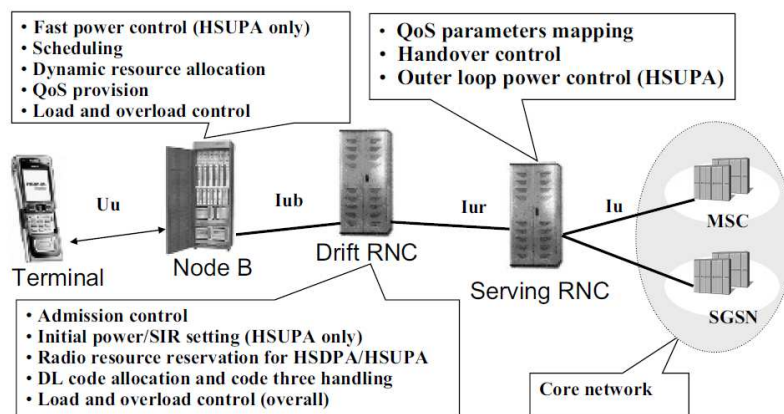 • Fast power control (HSUPA only)
• Scheduling
• Dynamic resource allocation
• QoS provision
• Load and overload control
• QoS parameters mapping
• Handover control
• Outer loop power control (HSUPA)
Uu
Iub
Iur
Iu
MSC
Terminal
Node B
Drift RNC
Serving RNC
SGSN
• Admission control
• Initial power/SIR setting (HSUPA only)
• Radio resource reservation for HSDPA/HSUPA
• DL code allocation and code three handling
• Load and overload control (overall)
Core network